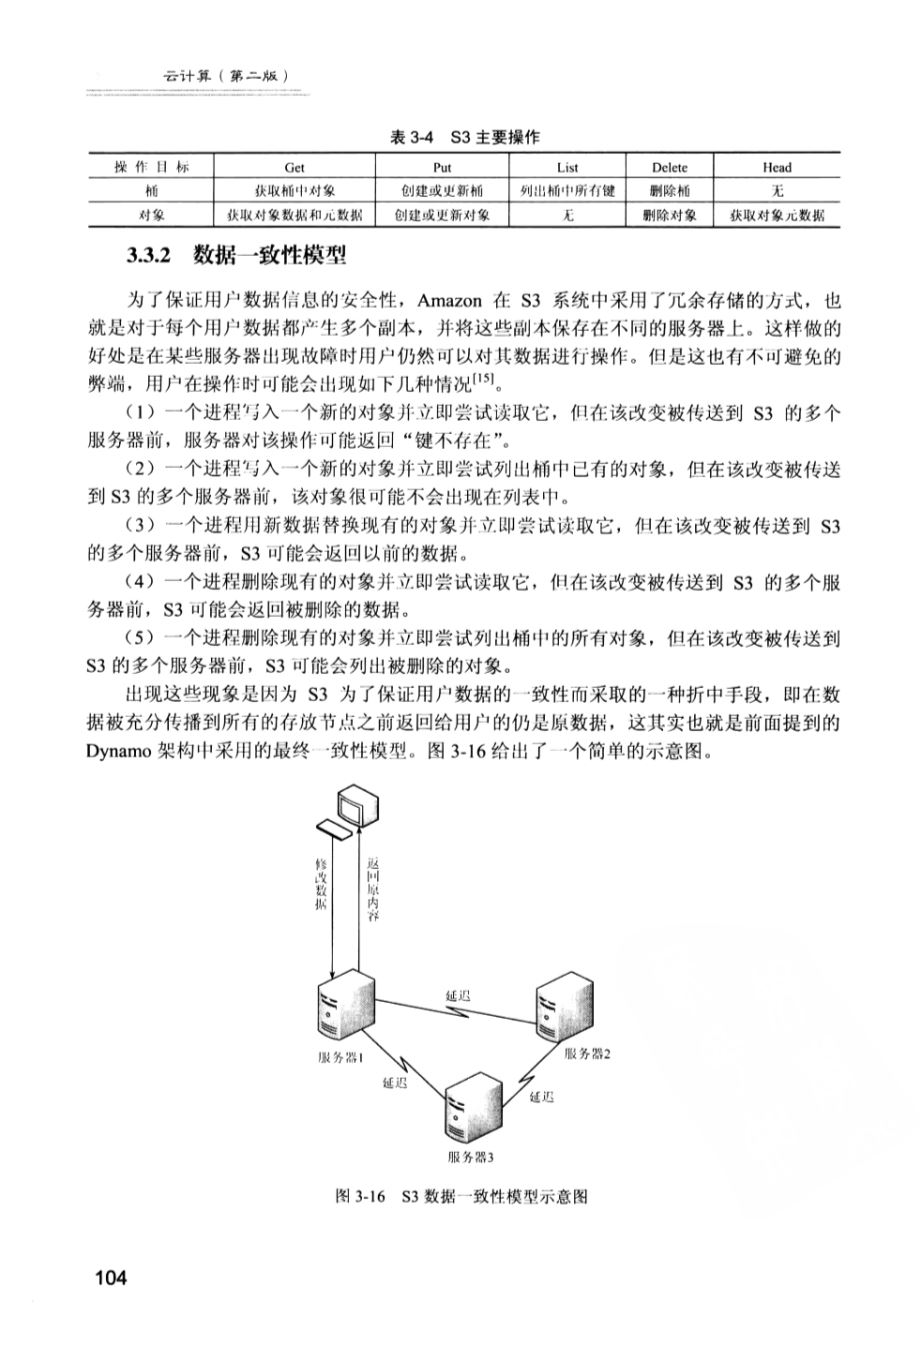 云计算（第二版）
表 3-4 S3 主要操作
操作目标 Get Put List Delete Head
桶 获取桶中对象 创建或更新桶 列出桶中所有键 删除桶 无
对象 获取对象数据和元数据 创建或更新对象 无 删除对象 获取对象元数据
3.3.2 数据一致性模型
为了保证用户数据信息的安全性，Amazon 在 S3 系统中采用了冗余存储的方式，也
就是对于每个用户数据都产生多个副本，并将这些副本保存在不同的服务器上。这样做的
好处是在某些服务器出现故障时用户仍然可以对其数据进行操作。但是这也有不可避免的
弊端，用户在操作时可能会出现如下几种情况[15]。
（1）一个进程写入一个新的对象并立即尝试读取它，但在该改变被传送到 S3 的多个
服务器前，服务器对该操作可能返回“键不存在”。
（2）一个进程写入一个新的对象并立即尝试列出桶中已有的对象，但在该改变被传送
到 S3 的多个服务器前，该对象很可能不会出现在列表中。
（3）一个进程用新数据替换现有的对象并立即尝试读取它，但在该改变被传送到 S3
的多个服务器前，S3 可能会返回以前的数据。
（4）一个进程删除现有的对象并立即尝试读取它，但在该改变被传送到 S3 的多个服
务器前，S3 可能会返回被删除的数据。
（5）一个进程删除现有的对象并立即尝试列出桶中的所有对象，但在该改变被传送到
S3 的多个服务器前，S3 可能会列出被删除的对象。
出现这些现象是因为 S3 为了保证用户数据的一致性而采取的一种折中手段，即在数
据被充分传播到所有的存放节点之前返回给用户的仍是原数据，这其实也就是前面提到的
Dynamo 架构中采用的最终一致性模型。图 3-16 给出了一个简单的示意图。
修改数据
返回原内容
延迟
服务器1
服务器2
延迟
延迟
服务器3
图 3-16 S3 数据一致性模型示意图
104